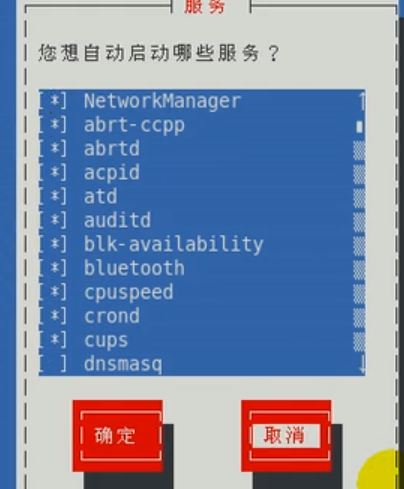 服务
您想自动启动哪些服务？
[*] NetworkManager
[*] abrt-ccpp
[*] abrtd
[*] acpid
[*] atd
[*] auditd
[*] blk-availability
[*] bluetooth
[*] cpuspeed
[*] crond
[*] cups
[ ] dnsmasq
确定 取消